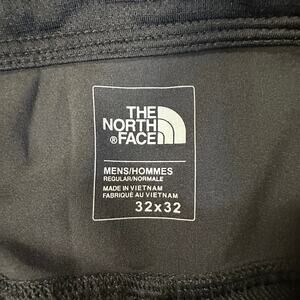 THE
NORTH
®FACE
MENS/HOMMES
REGULAR/NORMALE
MADE IN VIETNAM
FABRIQUÉ AU VIETNAM
32x32